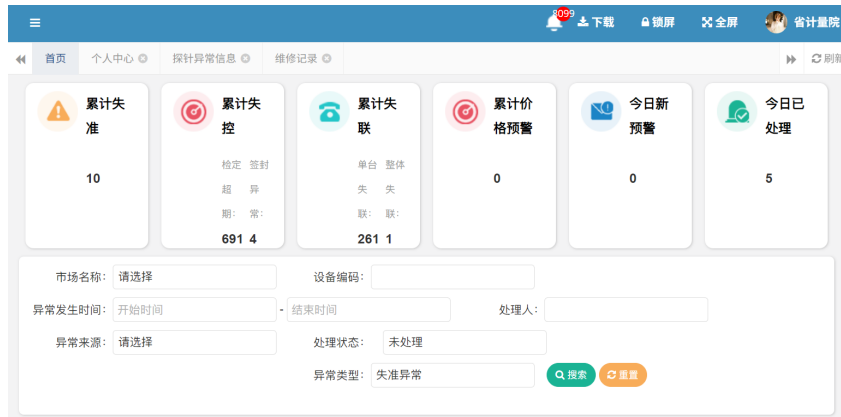 8099
下载 锁屏 全屏 省计量院
首页 个人中心 探针异常信息 维修记录 刷新
累计失准
10
累计失控
检定超期： 签封异常：
691 4
累计失联
单台失联： 整体失联：
261 1
累计价格预警
0
今日新预警
0
今日已处理
5
市场名称： 请选择 设备编码：
异常发生时间： 开始时间 - 结束时间 处理人：
异常来源： 请选择 处理状态： 未处理
异常类型： 失准异常 搜索 重置